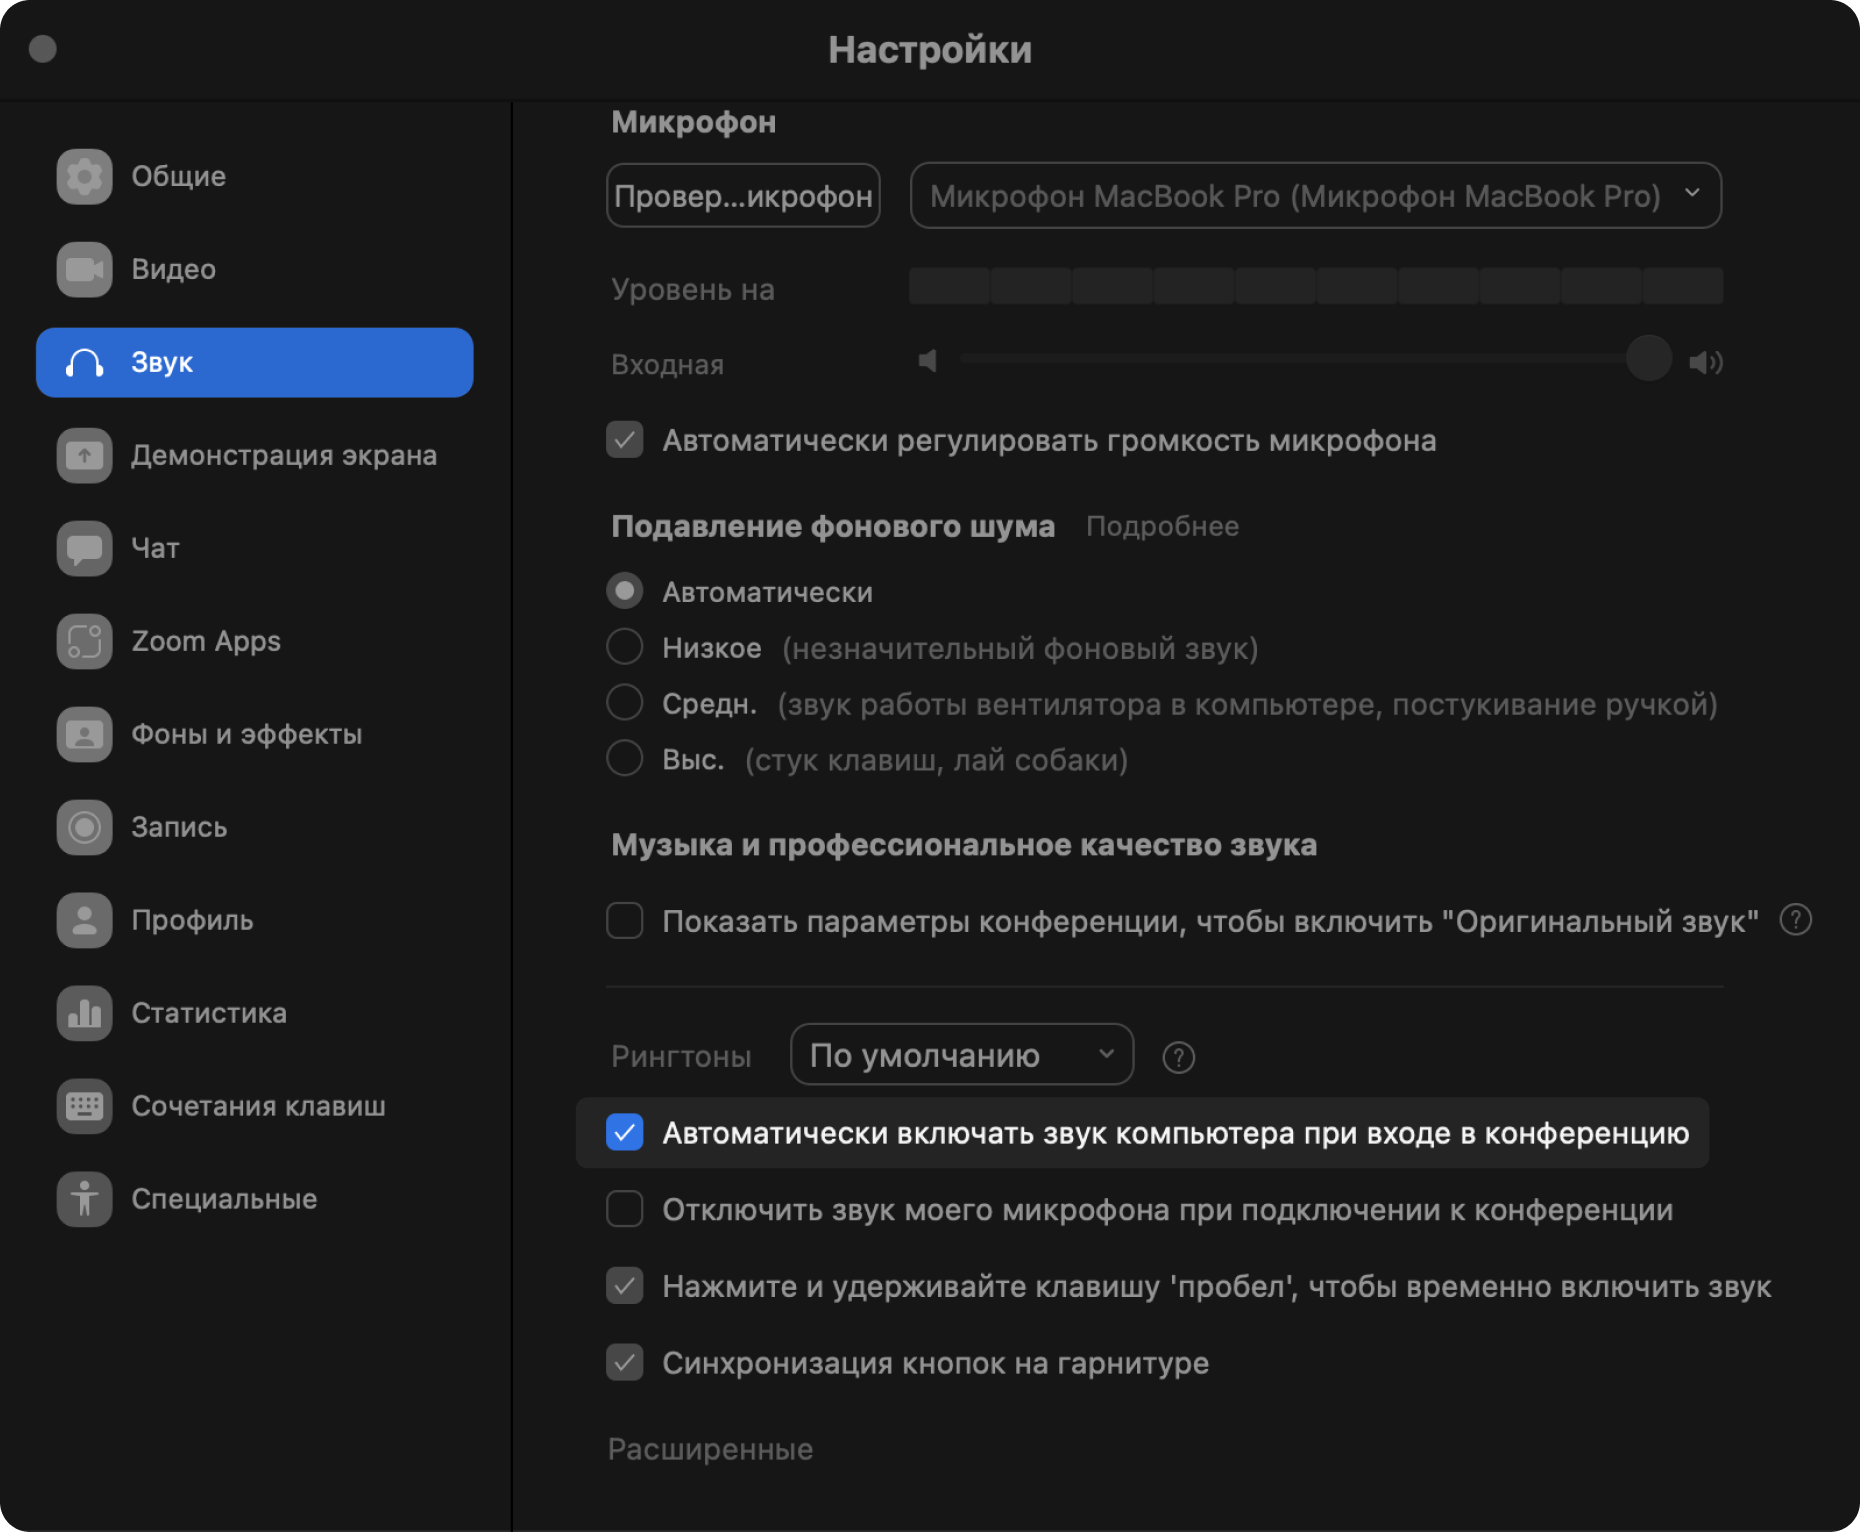 Настройки
Общие
Видео
Звук
Демонстрация экрана
Чат
Zoom Apps
Фоны и эффекты
Запись
Профиль
Статистика
Сочетания клавиш
Специальные
Микрофон
Провер...икрофон
Микрофон MacBook Pro (Микрофон MacBook Pro)
Уровень на
Входная
Автоматически регулировать громкость микрофона
Подавление фонового шума Подробнее
Автоматически
Низкое (незначительный фоновый звук)
Средн. (звук работы вентилятора в компьютере, постукивание ручкой)
Выс. (стук клавиш, лай собаки)
Музыка и профессиональное качество звука
Показать параметры конференции, чтобы включить "Оригинальный звук" ?
Рингтоны По умолчанию ?
Автоматически включать звук компьютера при входе в конференцию
Отключить звук моего микрофона при подключении к конференции
Нажмите и удерживайте клавишу 'пробел', чтобы временно включить звук
Синхронизация кнопок на гарнитуре
Расширенные